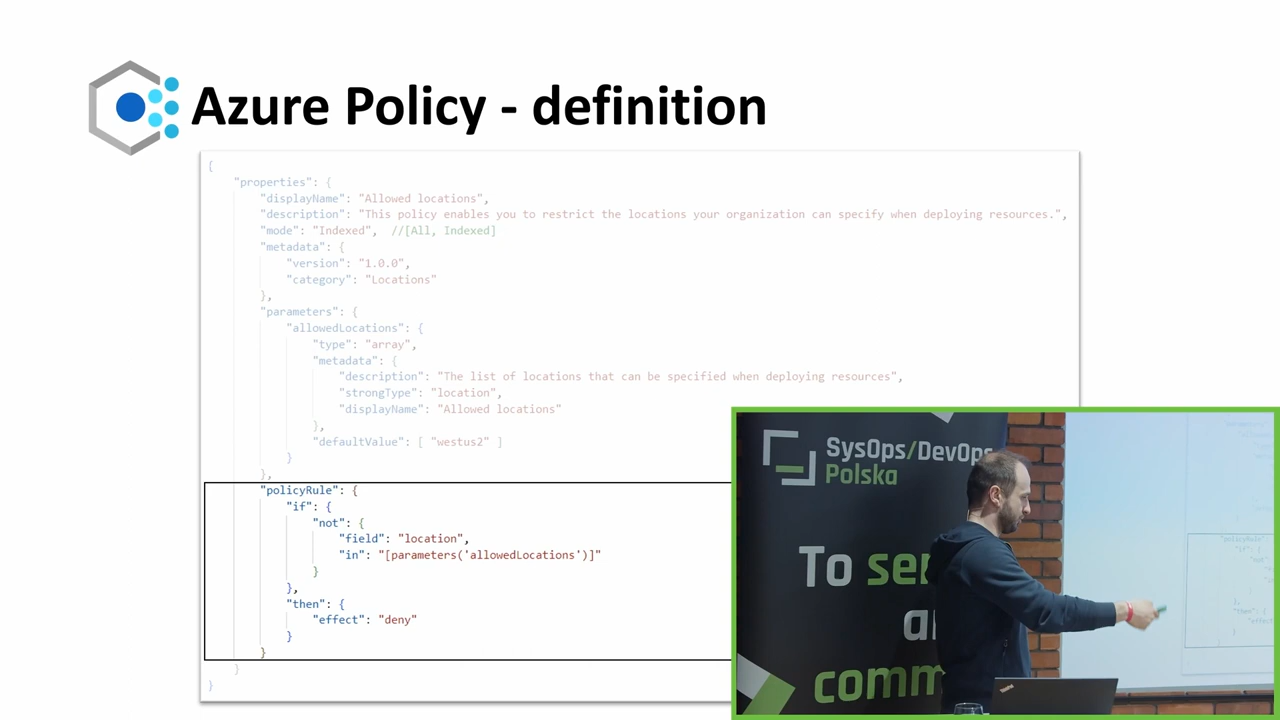 Azure Policy - definition
{
"properties": {
"displayName": "Allowed locations",
"description": "This policy enables you to restrict the locations your organization can specify when deploying resources.",
"mode": "Indexed", //[All, Indexed]
"metadata": {
"version": "1.0.0",
"category": "Locations"
},
"parameters": {
"allowedLocations": {
"type": "array",
"metadata": {
"description": "The list of locations that can be specified when deploying resources",
"strongType": "location",
"displayName": "Allowed locations"
},
"defaultValue": [ "westus2" ]
}
},
"policyRule": {
"if": {
"not": {
"field": "location",
"in": "[parameters('allowedLocations')]"
}
},
"then": {
"effect": "deny"
}
}
}
}
SysOps/DevOps
Polska
To